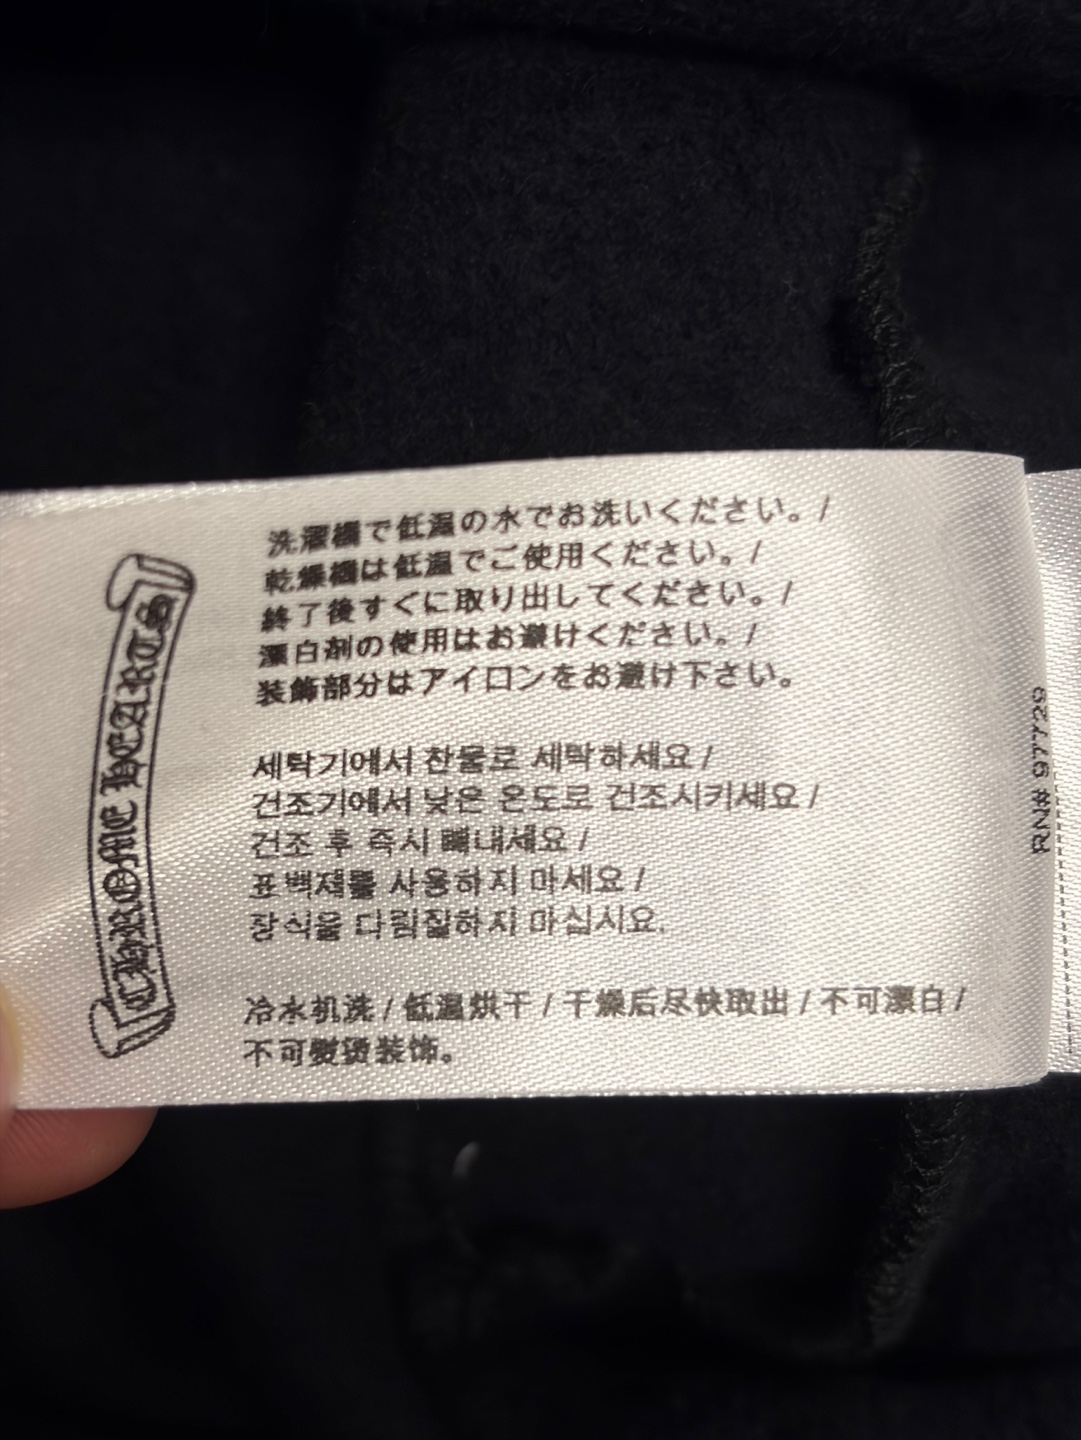 CHROME HEARTS
洗濯機で低温の水でお洗いください。/
乾燥機は低温でご使用ください。/
終了後すぐに取り出してください。/
漂白剤の使用はお避けください。/
装飾部分はアイロンをお避け下さい。
세탁기에서 찬물로 세탁하세요 /
건조기에서 낮은 온도로 건조시키세요 /
건조 후 즉시 빼내세요 /
표백제를 사용하지 마세요 /
장식을 다림질하지 마십시요.
冷水机洗 / 低温烘干 / 干燥后尽快取出 / 不可漂白 /
不可熨烫装饰。
RN# 97729